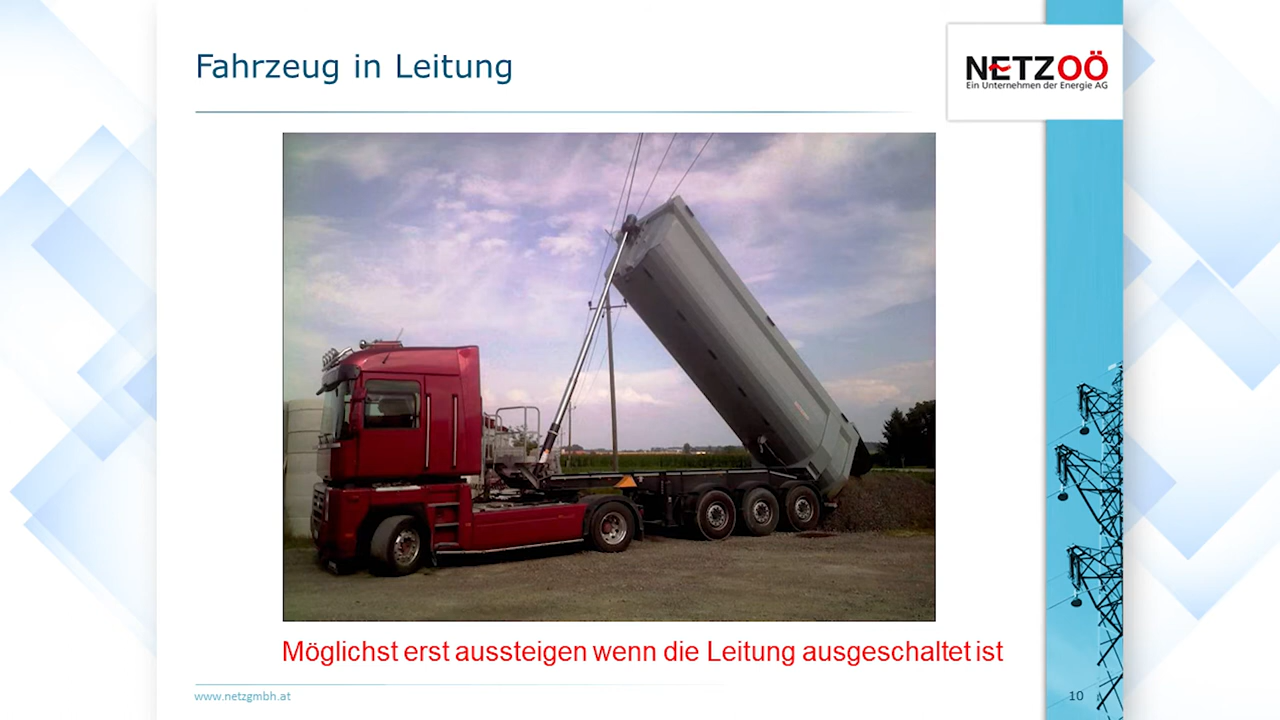 Fahrzeug in Leitung
NETZOÖ
Ein Unternehmen der Energie AG
Möglichst erst aussteigen wenn die Leitung ausgeschaltet ist
www.netzgmbh.at
10